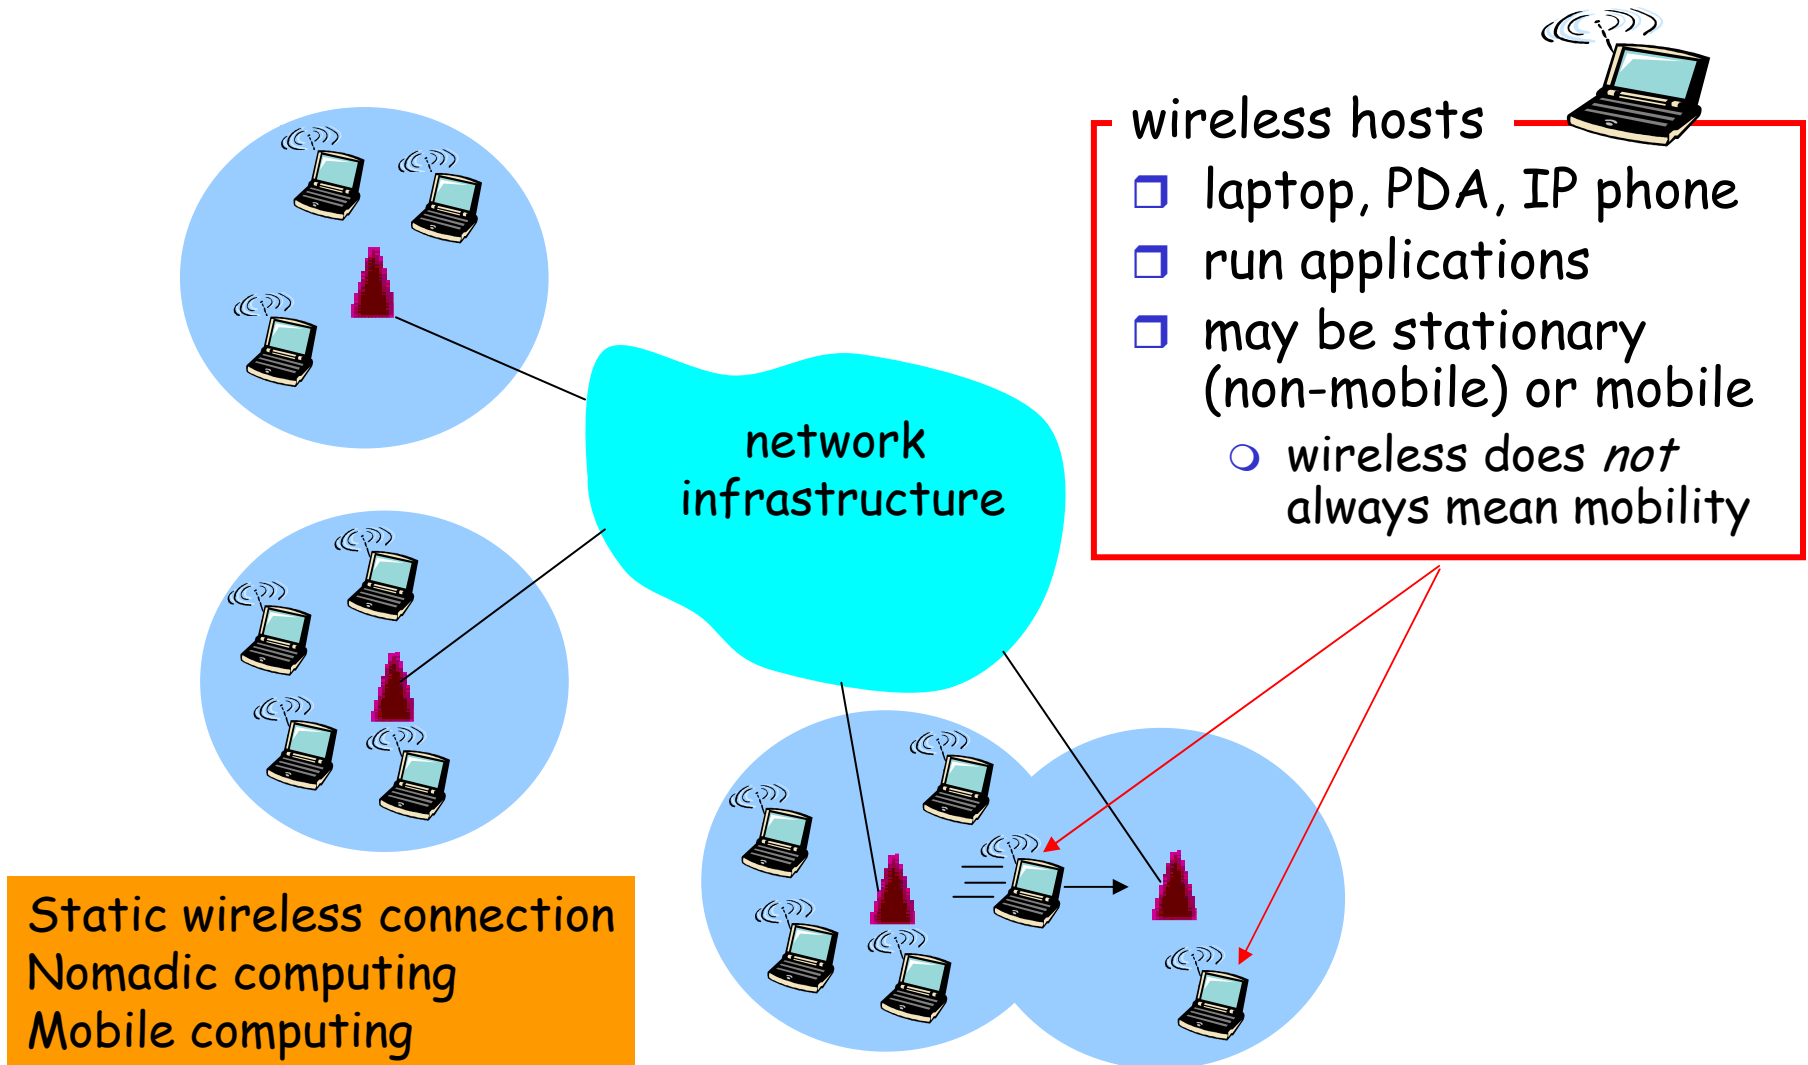 wireless hosts
laptop, PDA, IP phone
run applications
may be stationary
(non-mobile) or mobile
wireless does not
always mean mobility
network
infrastructure
Static wireless connection
Nomadic computing
Mobile computing